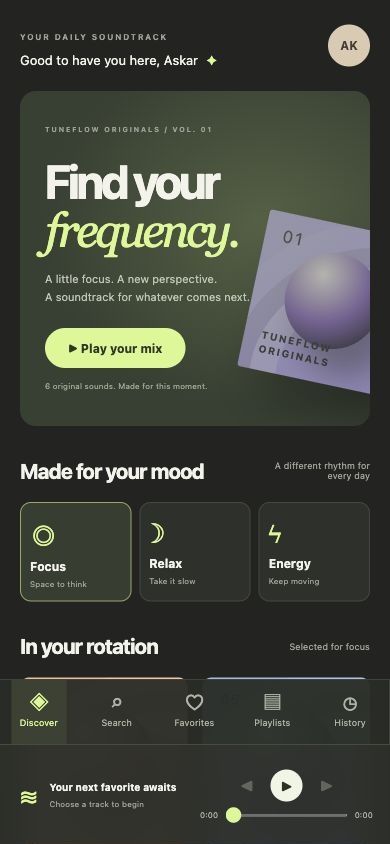 YOUR DAILY SOUNDTRACK
Good to have you here, Askar
AK
TUNEFLOW ORIGINALS / VOL. 01
Find your
frequency.
A little focus. A new perspective.
A soundtrack for whatever comes next.
Play your mix
6 original sounds. Made for this moment.
01
TUNEFLOW
ORIGINALS
Made for your mood
A different rhythm for
every day
Focus
Space to think
Relax
Take it slow
Energy
Keep moving
In your rotation
Selected for focus
Discover
Search
Favorites
Playlists
History
Your next favorite awaits
Choose a track to begin
0:00
0:00